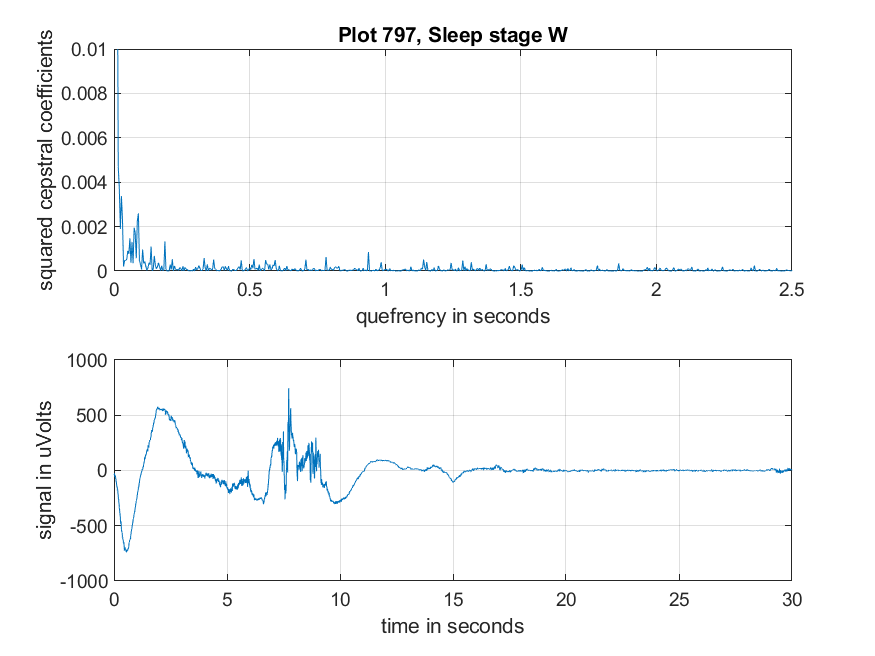 Plot 797, Sleep stage W
squared cepstral coefficients
0.01
0.008
0.006
0.004
0.002
0
0 0.5 1 1.5 2 2.5
quefrency in seconds
signal in uVolts
1000
500
0
-500
-1000
0 5 10 15 20 25 30
time in seconds